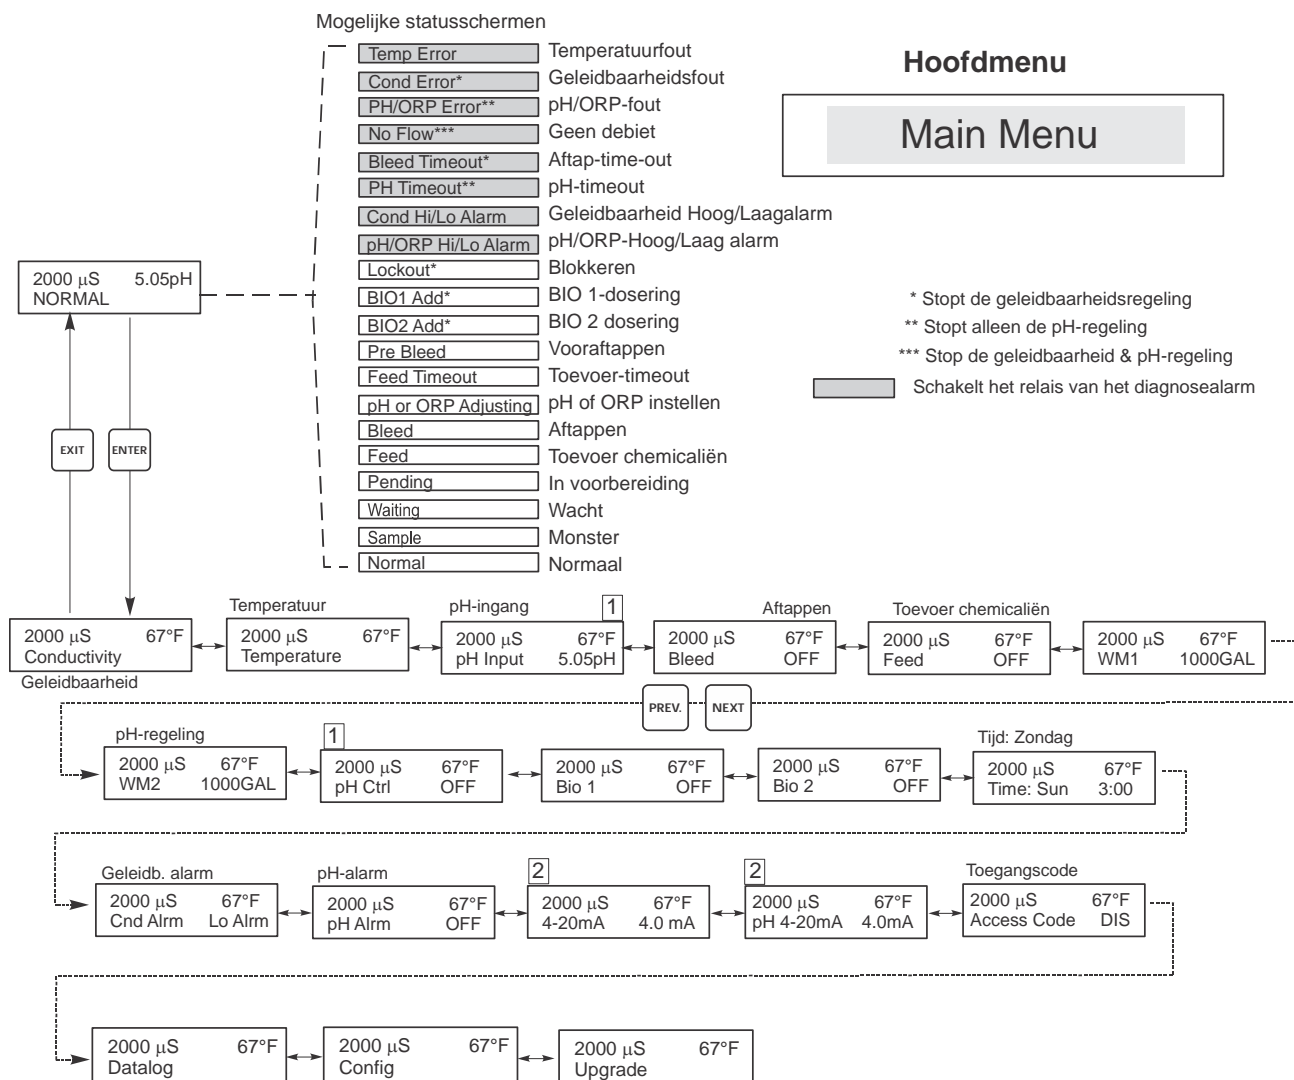 Mogelijke statusschermen
Temp Error Temperatuurfout
Cond Error* Geleidbaarheidsfout
PH/ORP Error** pH/ORP-fout
No Flow*** Geen debiet
Bleed Timeout* Aftap-time-out
PH Timeout** pH-timeout
Cond Hi/Lo Alarm Geleidbaarheid Hoog/Laagalarm
pH/ORP Hi/Lo Alarm pH/ORP-Hoog/Laag alarm
Lockout* Blokkeren
BIO1 Add* BIO 1-dosering
BIO2 Add* BIO 2 dosering
Pre Bleed Vooraftappen
Feed Timeout Toevoer-timeout
pH or ORP Adjusting pH of ORP instellen
Bleed Aftappen
Feed Toevoer chemicaliën
Pending In voorbereiding
Waiting Wacht
Sample Monster
Normal Normaal
Hoofdmenu
Main Menu
* Stopt de geleidbaarheidsregeling
** Stopt alleen de pH-regeling
*** Stop de geleidbaarheid & pH-regeling
Schakelt het relais van het diagnosealarm
2000 µS 5.05pH
NORMAL
EXIT ENTER
2000 µS 67°F
Conductivity
Geleidbaarheid
Temperatuur
2000 µS 67°F
Temperature
pH-ingang 1
2000 µS 67°F
pH Input 5.05pH
Aftappen
2000 µS 67°F
Bleed OFF
Toevoer chemicaliën
2000 µS 67°F
Feed OFF
2000 µS 67°F
WM1 1000GAL
PREV. NEXT
pH-regeling
2000 µS 67°F
WM2 1000GAL
1
2000 µS 67°F
pH Ctrl OFF
2000 µS 67°F
Bio 1 OFF
2000 µS 67°F
Bio 2 OFF
Tijd: Zondag
2000 µS 67°F
Time: Sun 3:00
Geleidb. alarm
2000 µS 67°F
Cnd Alrm Lo Alrm
pH-alarm
2000 µS 67°F
pH Alrm OFF
2
2000 µS 67°F
4-20mA 4.0 mA
2
2000 µS 67°F
pH 4-20mA 4.0mA
Toegangscode
2000 µS 67°F
Access Code DIS
2000 µS 67°F
Datalog
2000 µS 67°F
Config
2000 µS 67°F
Upgrade